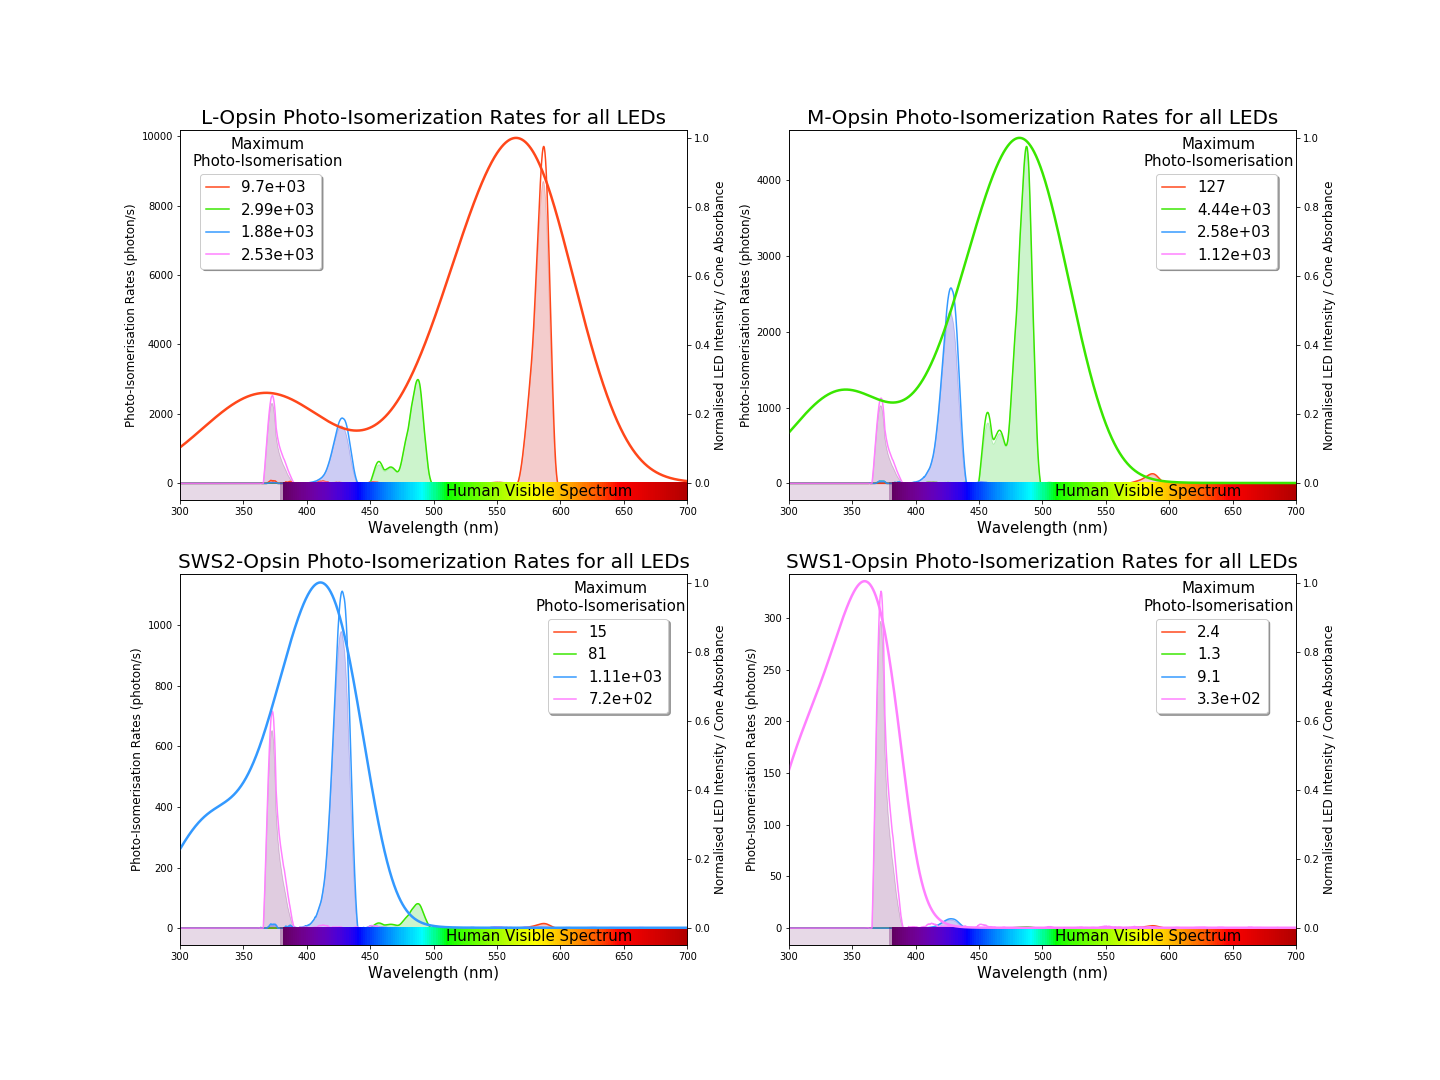 L-Opsin Photo-Isomerization Rates for all LEDs
Maximum
Photo-Isomerisation
9.7e+03
2.99e+03
1.88e+03
2.53e+03
10000
8000
6000
4000
2000
0
Photo-Isomerisation Rates (photon/s)
1.0
0.8
0.6
0.4
0.2
0.0
Normalised LED Intensity / Cone Absorbance
Human Visible Spectrum
300 350 400 450 500 550 600 650 700
Wavelength (nm)
M-Opsin Photo-Isomerization Rates for all LEDs
Maximum
Photo-Isomerisation
127
4.44e+03
2.58e+03
1.12e+03
4000
3000
2000
1000
0
Photo-Isomerisation Rates (photon/s)
1.0
0.8
0.6
0.4
0.2
0.0
Normalised LED Intensity / Cone Absorbance
Human Visible Spectrum
300 350 400 450 500 550 600 650 700
Wavelength (nm)
SWS2-Opsin Photo-Isomerization Rates for all LEDs
Maximum
Photo-Isomerisation
15
81
1.11e+03
7.2e+02
1000
800
600
400
200
0
Photo-Isomerisation Rates (photon/s)
1.0
0.8
0.6
0.4
0.2
0.0
Normalised LED Intensity / Cone Absorbance
Human Visible Spectrum
300 350 400 450 500 550 600 650 700
Wavelength (nm)
SWS1-Opsin Photo-Isomerization Rates for all LEDs
Maximum
Photo-Isomerisation
2.4
1.3
9.1
3.3e+02
300
250
200
150
100
50
0
Photo-Isomerisation Rates (photon/s)
1.0
0.8
0.6
0.4
0.2
0.0
Normalised LED Intensity / Cone Absorbance
Human Visible Spectrum
300 350 400 450 500 550 600 650 700
Wavelength (nm)